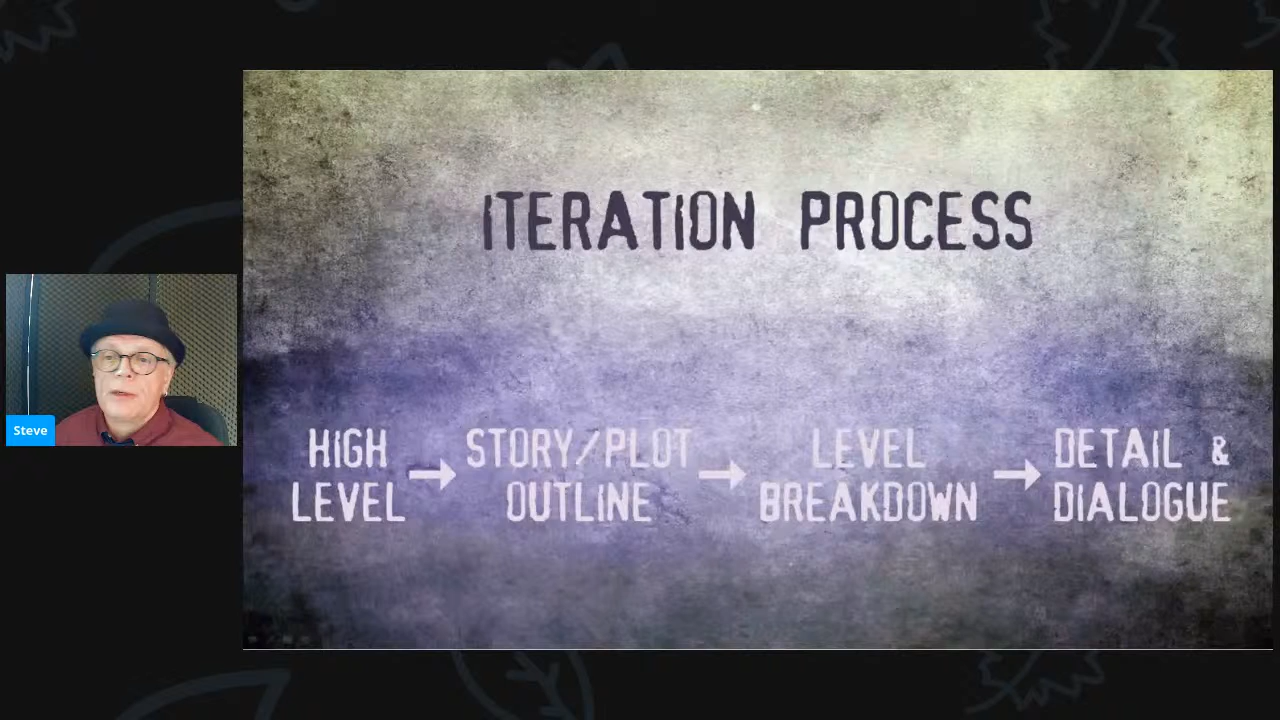 ITERATION PROCESS
HIGH LEVEL
STORY/PLOT OUTLINE
LEVEL BREAKDOWN
DETAIL & DIALOGUE
Steve